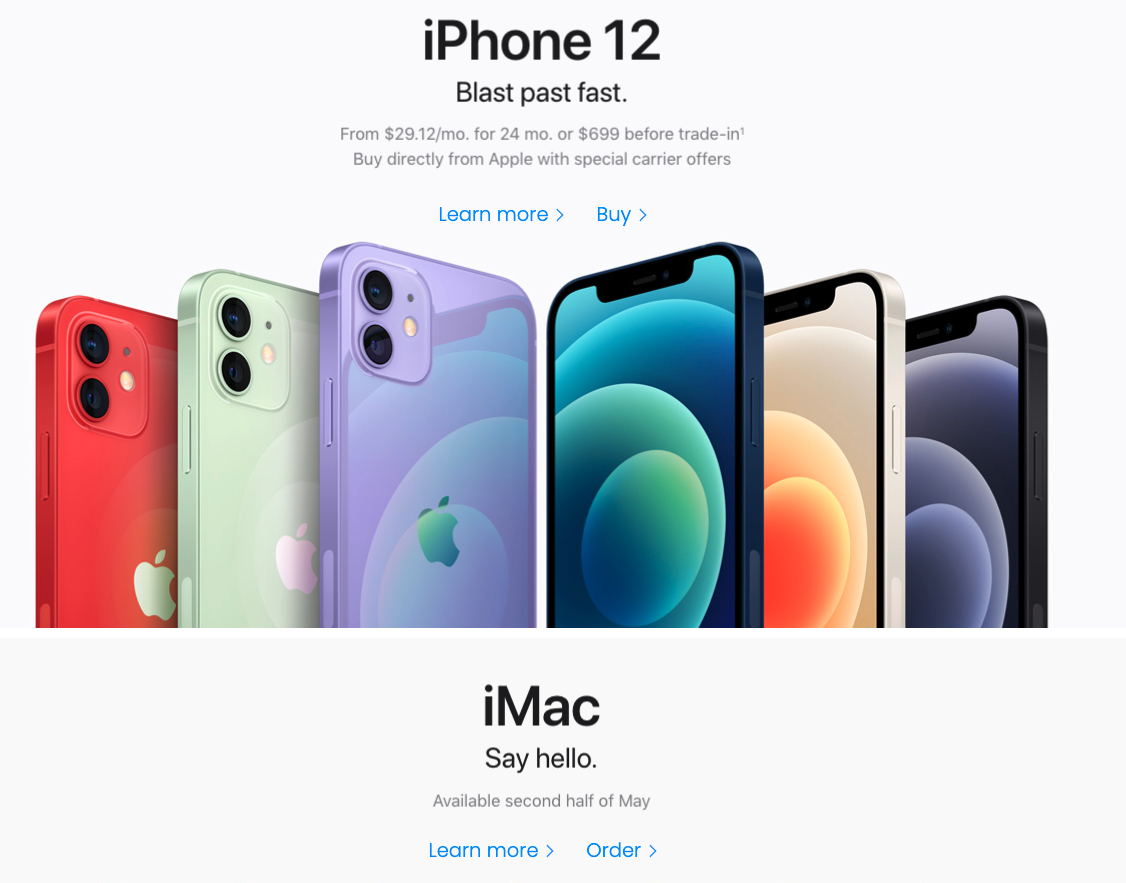 iPhone 12
Blast past fast.
From $29.12/mo. for 24 mo. or $699 before trade-in¹
Buy directly from Apple with special carrier offers
Learn more > Buy >
iMac
Say hello.
Available second half of May
Learn more > Order >